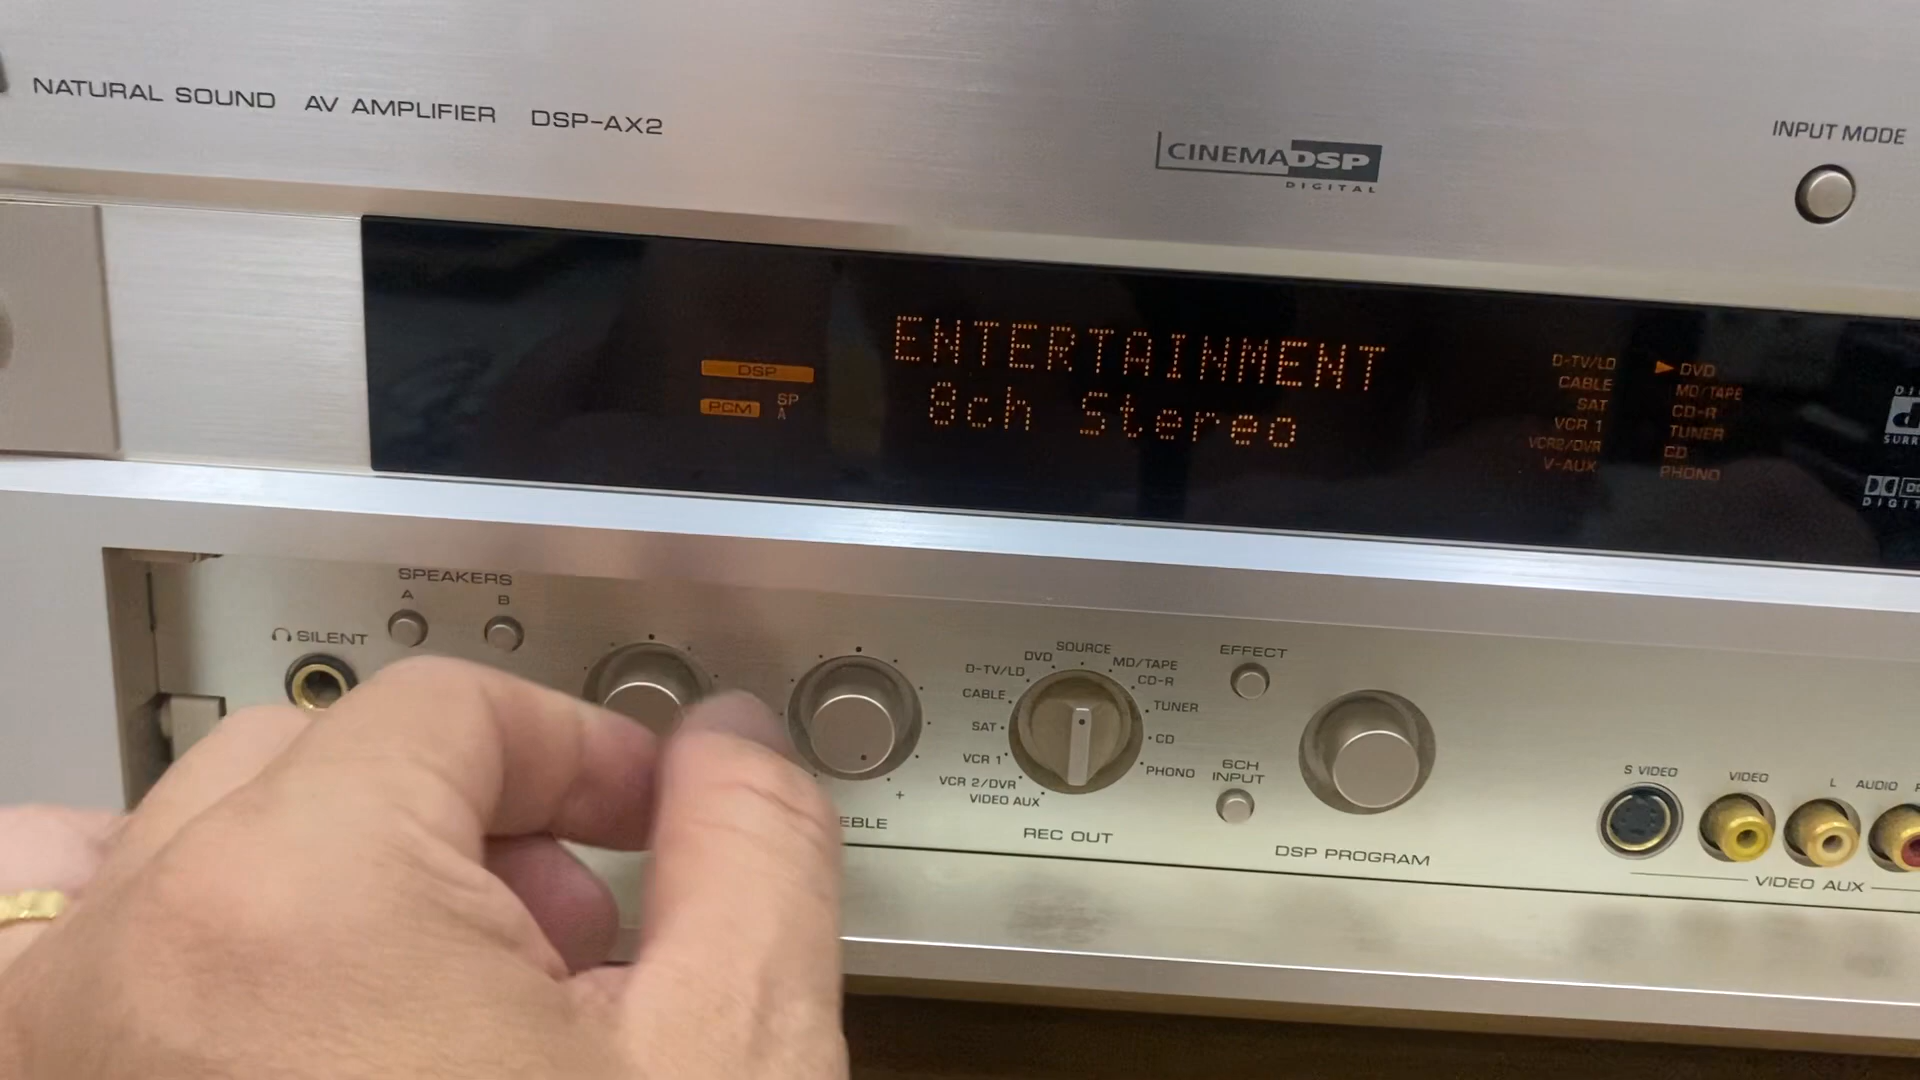 NATURAL SOUND AV AMPLIFIER DSP-AX2
CINEMA DSP
DIGITAL
INPUT MODE
DSP
PCM
SP
A
ENTERTAINMENT
8ch Stereo
D-TV/LD
CABLE
SAT
VCR 1
VCR2/DVR
V-AUX
DVD
MD/TAPE
CD-R
TUNER
CD
PHONO
SPEAKERS
A B
SILENT
SOURCE
DVD
D-TV/LD
CABLE
SAT
VCR 1
VCR 2/DVR
VIDEO AUX
MD/TAPE
CD-R
TUNER
CD
PHONO
+
EBLE
REC OUT
EFFECT
6CH
INPUT
DSP PROGRAM
S VIDEO
VIDEO
L AUDIO
VIDEO AUX